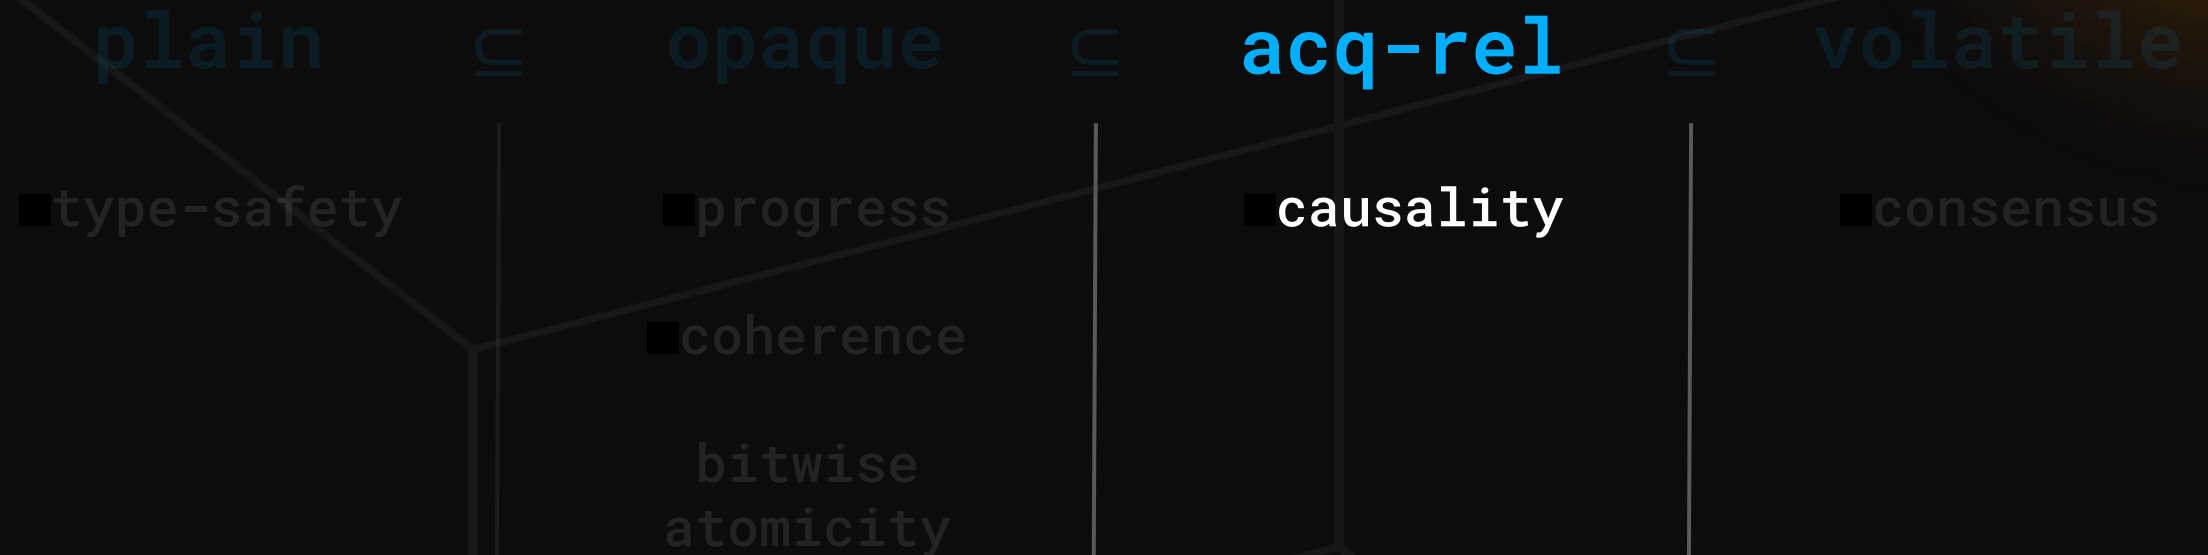 plain ⊆ opaque ⊆ acq-rel ⊆ volatile
type-safety progress causality consensus
coherence
bitwise
atomicity